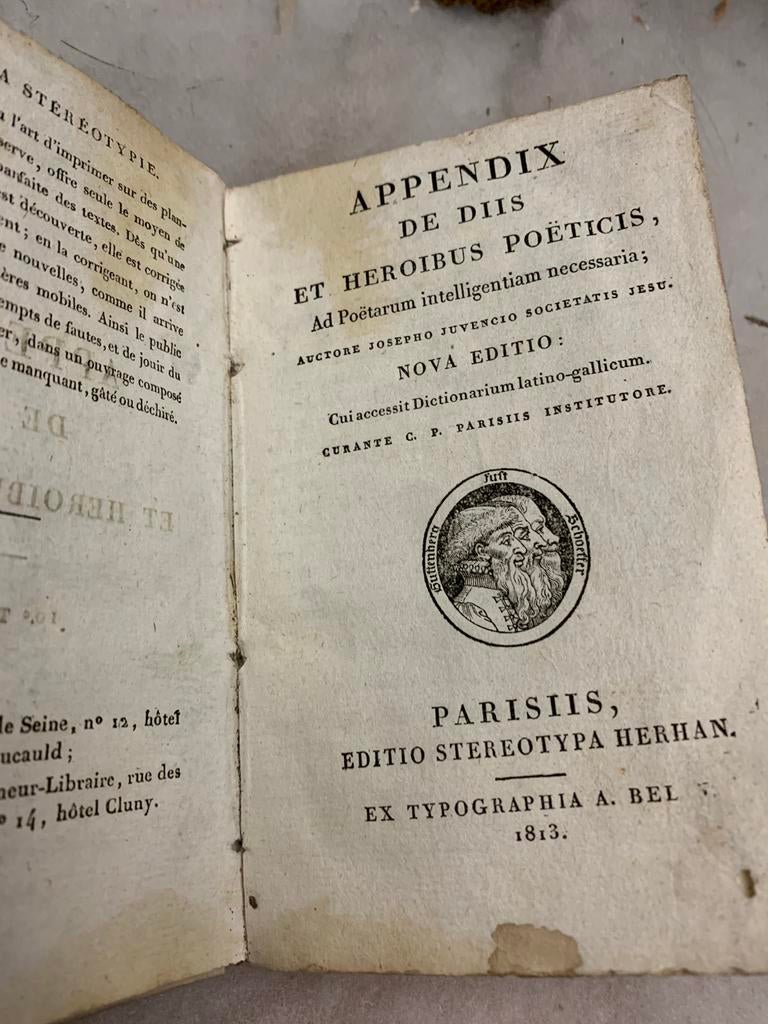 A STÉRÉOTYPIE.
l'art d'imprimer sur des plan-
serve, offre seule le moyen de
parfaite des textes. Dès qu'une
est découverte, elle est corrigée
ent; en la corrigeant, on n'est
e nouvelles, comme il arrive
ères mobiles. Ainsi le public
empts de fautes, et de jouir du
er, dans un ouvrage composé
e manquant, gâté ou déchiré.
de Seine, nº 12, hôtel
ucauld;
neur-Libraire, rue des
º 14, hôtel Cluny.
APPENDIX
DE DIIS
ET HEROIBUS POËTICIS,
Ad Poëtarum intelligentiam necessaria;
AUCTORE JOSEPHO JUVENCIO SOCIETATIS JESU.
NOVA EDITIO:
Cui accessit Dictionarium latino-gallicum.
CURANTE C. P. PARISIIS INSTITUTORE.
Guttenberg
Fust
Schoeffer
PARISIIS,
EDITIO STEREOTYPA HERHAN.
EX TYPOGRAPHIA A. BEL
1813.